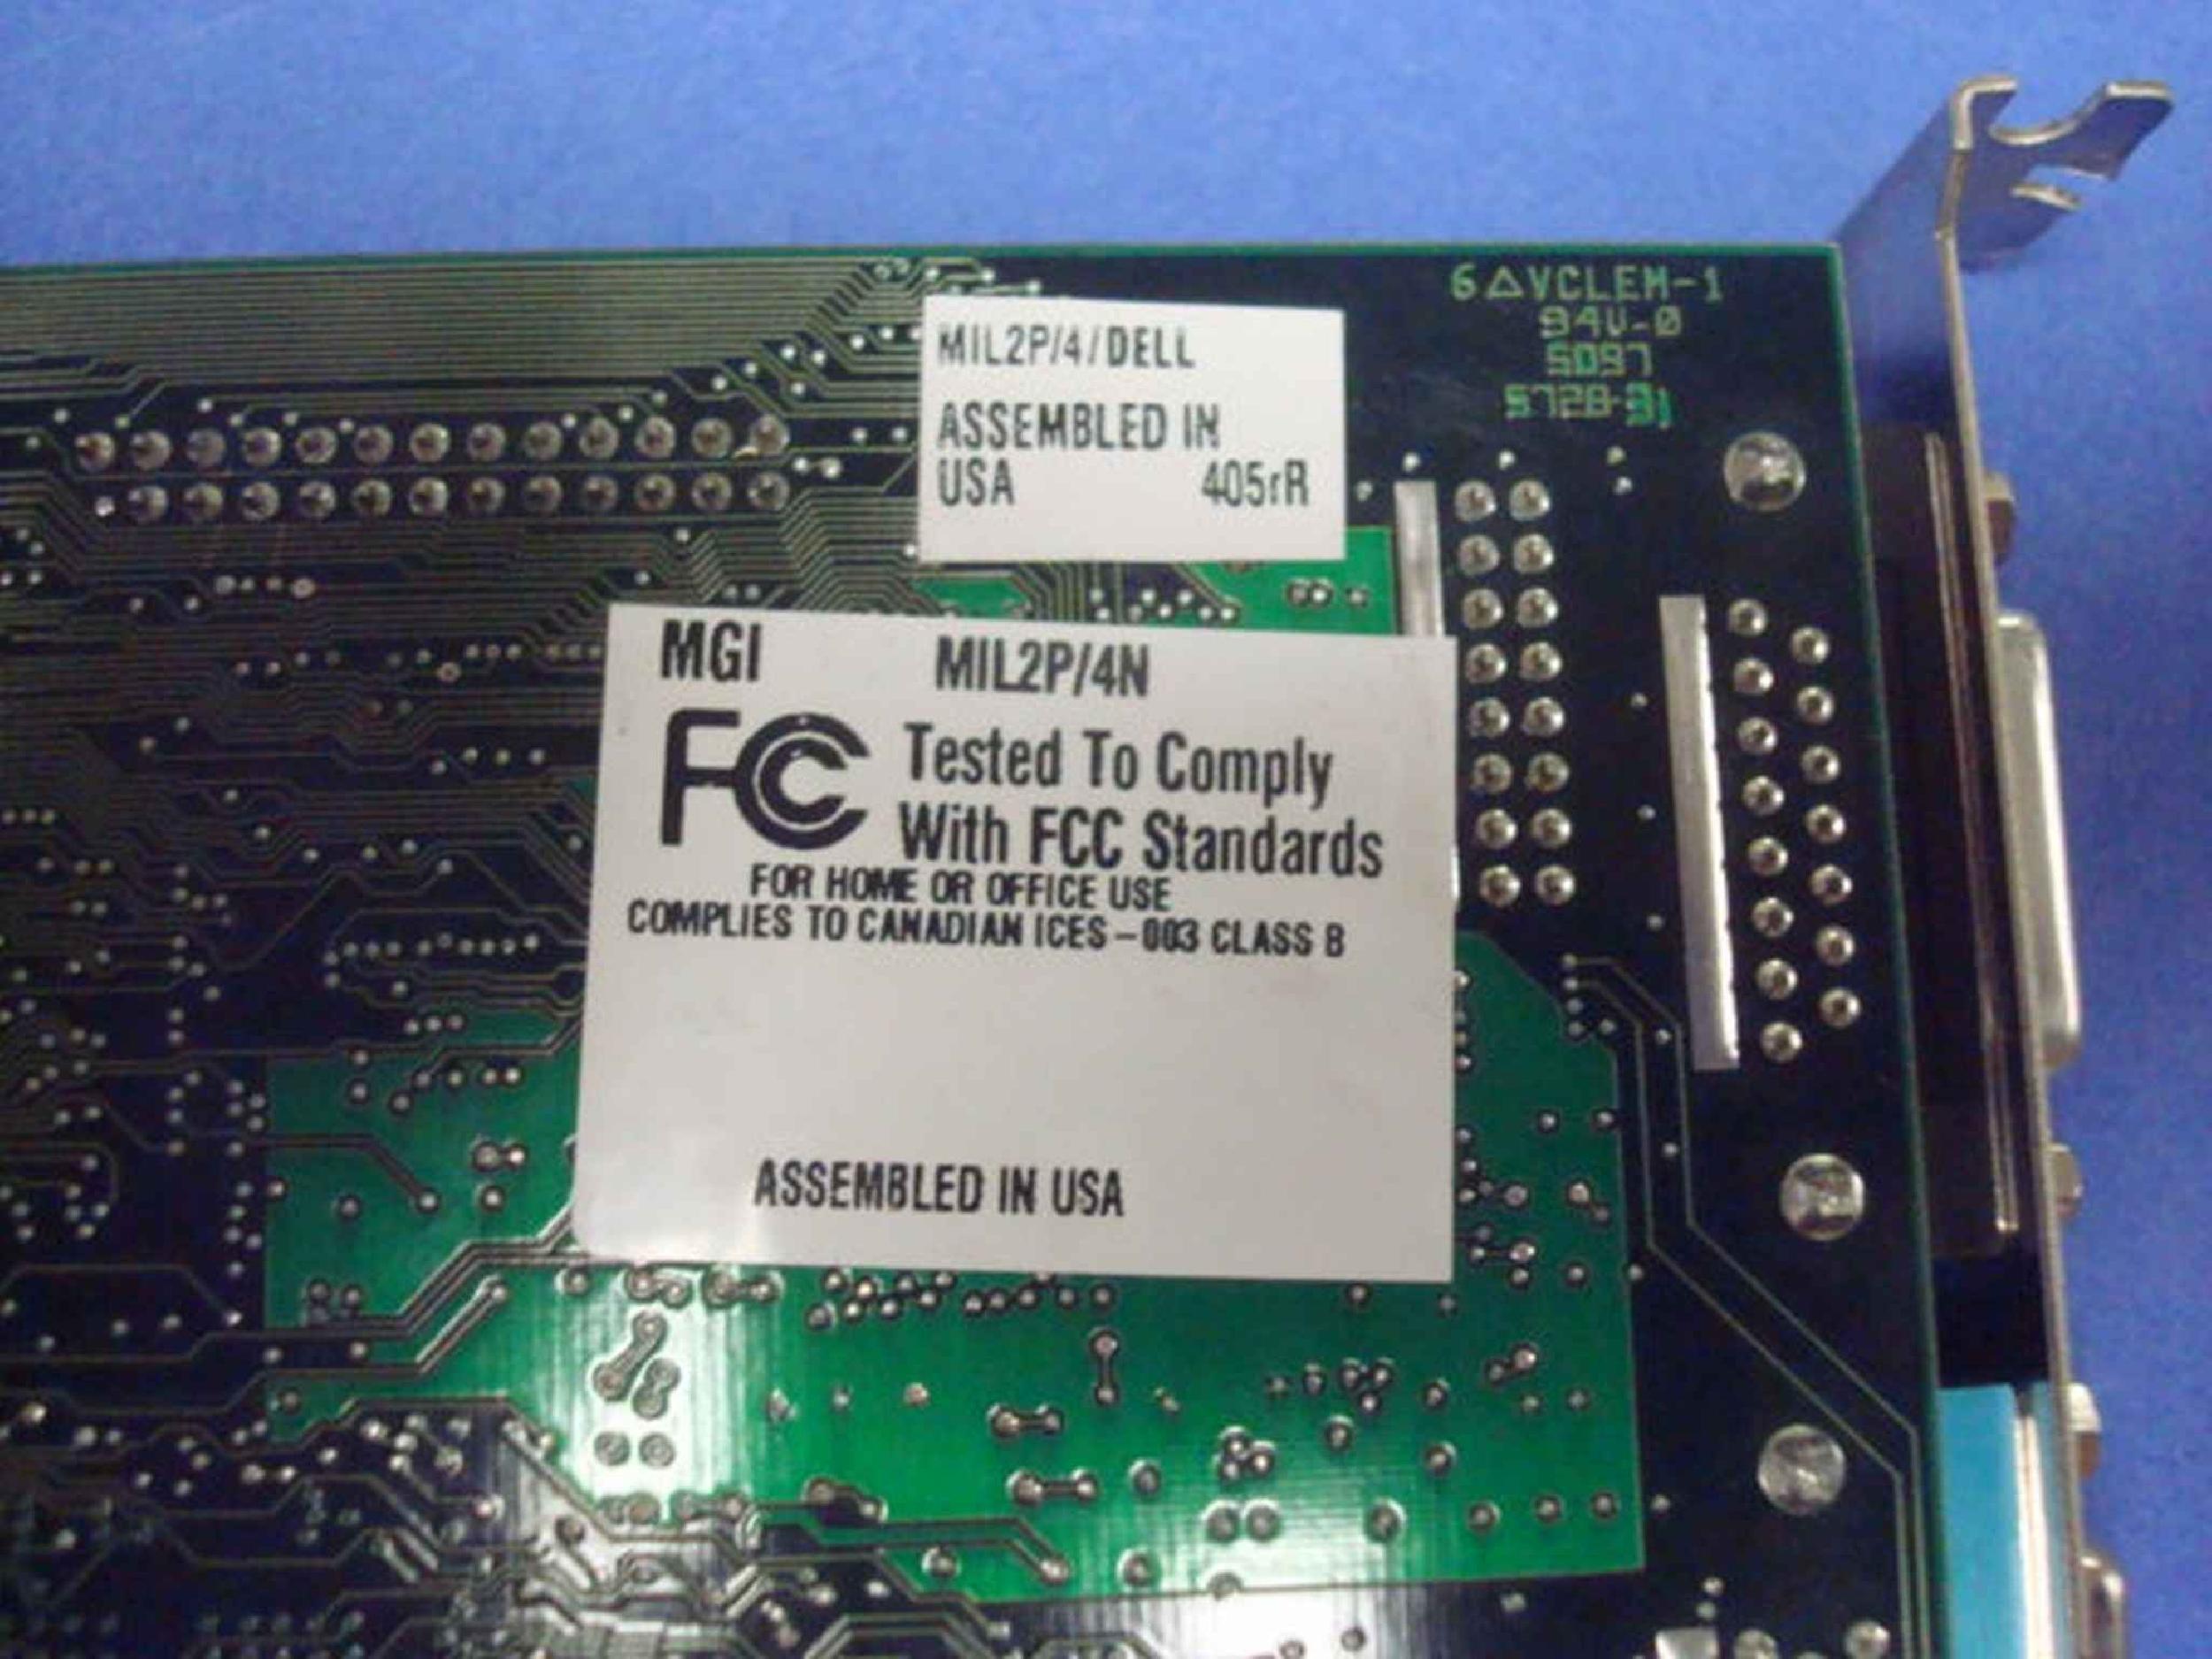 6△VCLEM-1
94V-0
5097
5728-31
MIL2P/4/DELL
ASSEMBLED IN
USA 405rR
MGI MIL2P/4N
FC Tested To Comply
With FCC Standards
FOR HOME OR OFFICE USE
COMPLIES TO CANADIAN ICES-003 CLASS B
ASSEMBLED IN USA